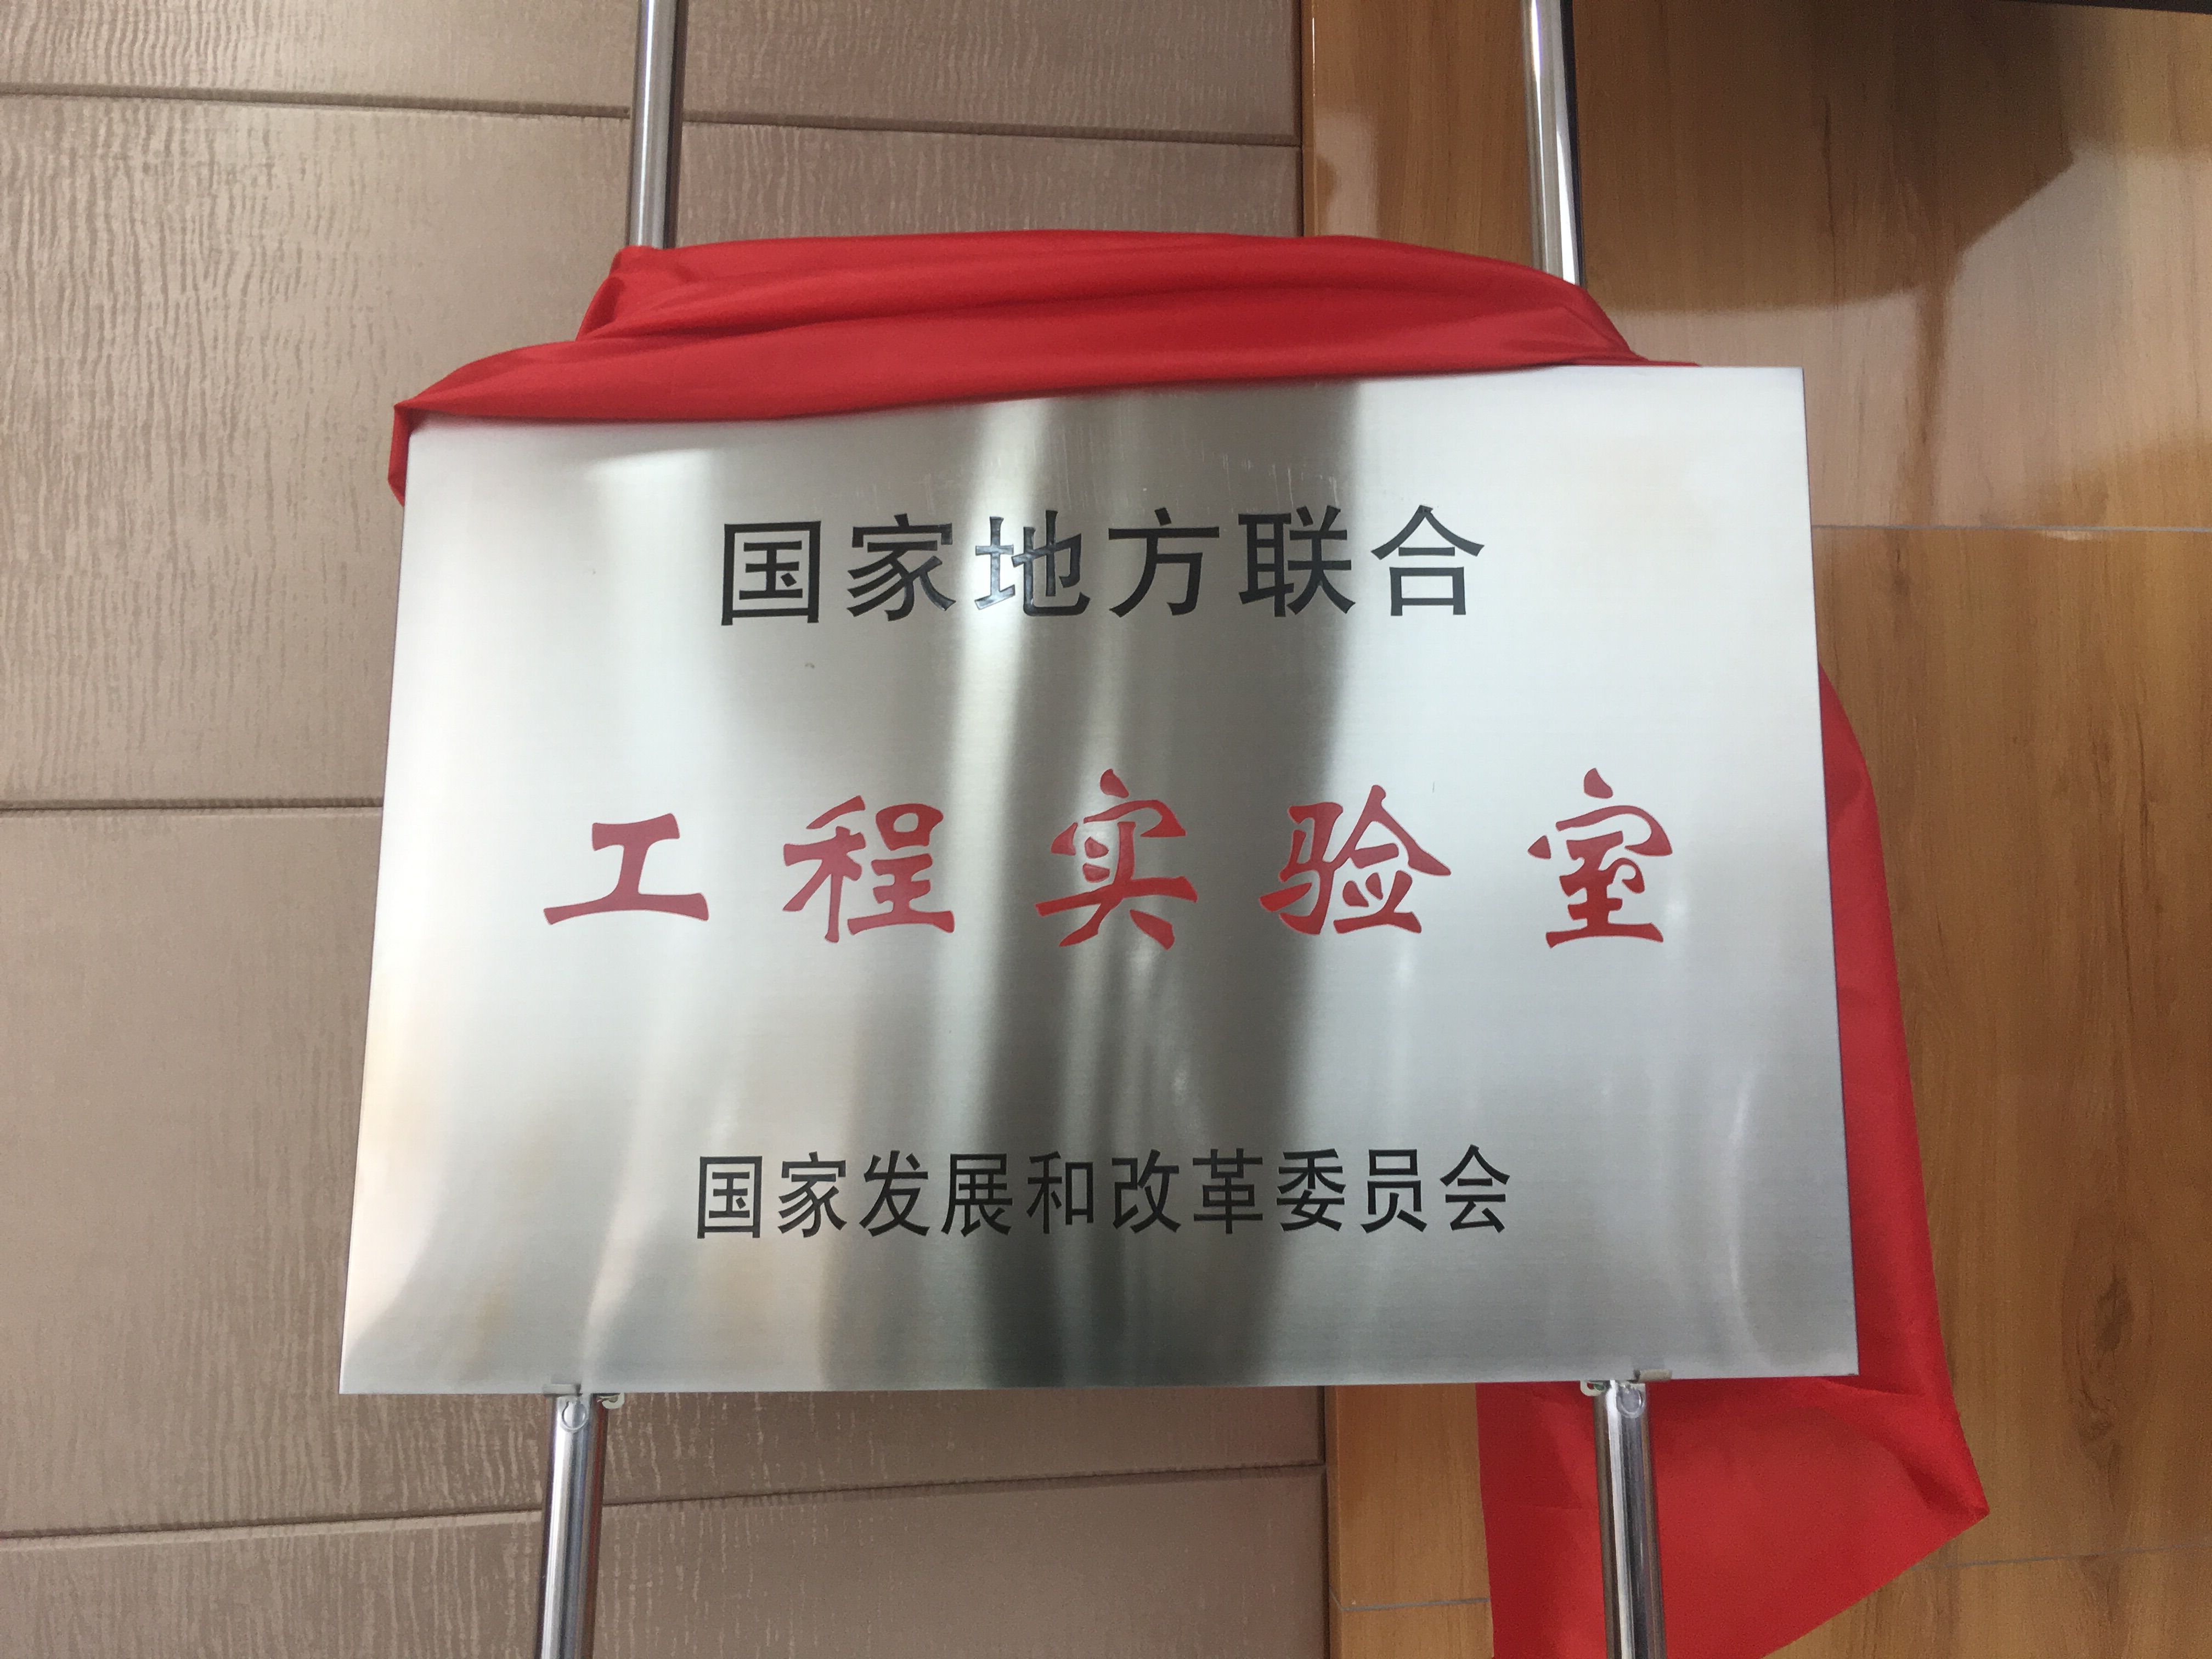 国家地方联合
工程实验室
国家发展和改革委员会